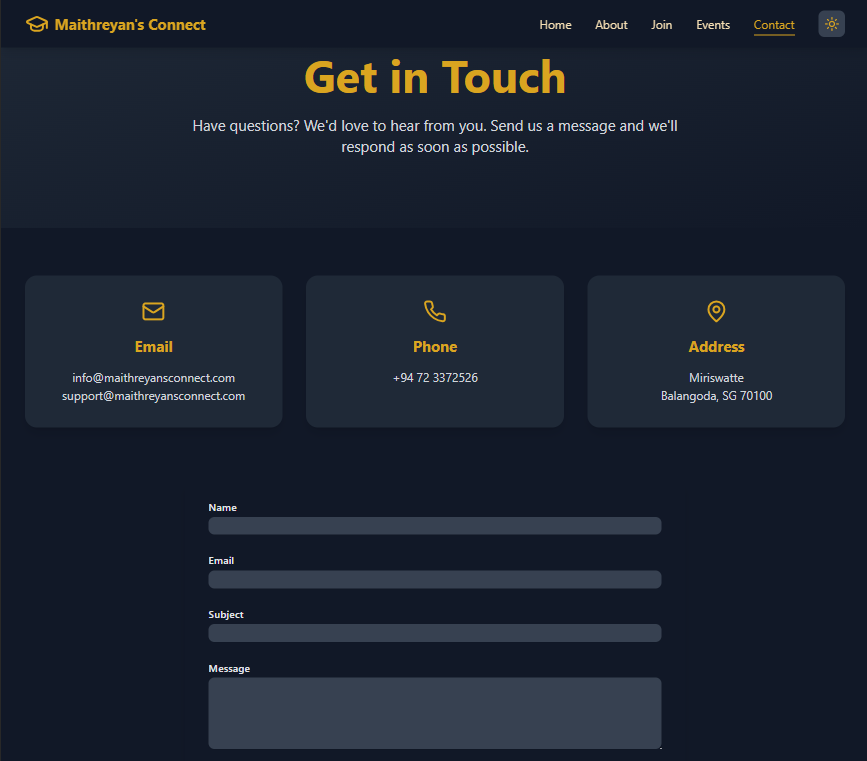 Maithreyan's Connect
Home
About
Join
Events
Contact
Get in Touch
Have questions? We'd love to hear from you. Send us a message and we'll
respond as soon as possible.
Email
info@maithreyansconnect.com
support@maithreyansconnect.com
Phone
+94 72 3372526
Address
Miriswatte
Balangoda, SG 70100
Name
Email
Subject
Message